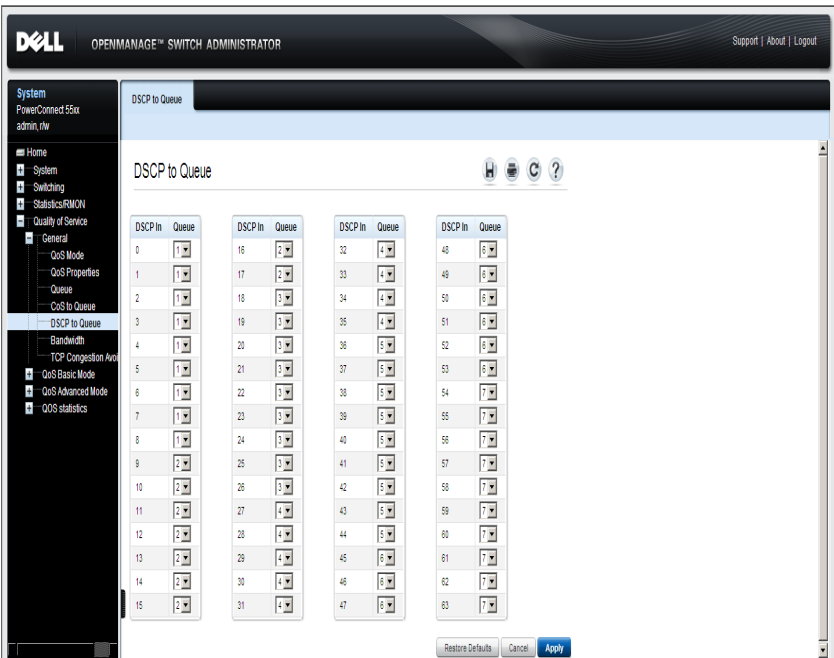 DELL OPENMANAGE™ SWITCH ADMINISTRATOR Support | About | Logout
System
PowerConnect 55xx
admin, r/w
Home
System
Switching
Statistics/RMON
Quality of Service
General
QoS Mode
QoS Properties
Queue
CoS to Queue
DSCP to Queue
Bandwidth
TCP Congestion Avoi
QoS Basic Mode
QoS Advanced Mode
QOS statistics
DSCP to Queue
DSCP to Queue
DSCP In Queue DSCP In Queue DSCP In Queue DSCP In Queue
0 1 16 2 32 4 48 6
1 1 17 2 33 4 49 6
2 1 18 3 34 4 50 6
3 1 19 3 35 4 51 6
4 1 20 3 36 5 52 6
5 1 21 3 37 5 53 6
6 1 22 3 38 5 54 7
7 1 23 3 39 5 55 7
8 1 24 3 40 5 56 7
9 2 25 3 41 5 57 7
10 2 26 3 42 5 58 7
11 2 27 4 43 5 59 7
12 2 28 4 44 5 60 7
13 2 29 4 45 6 61 7
14 2 30 4 46 6 62 7
15 2 31 4 47 6 63 7
Restore Defaults Cancel Apply